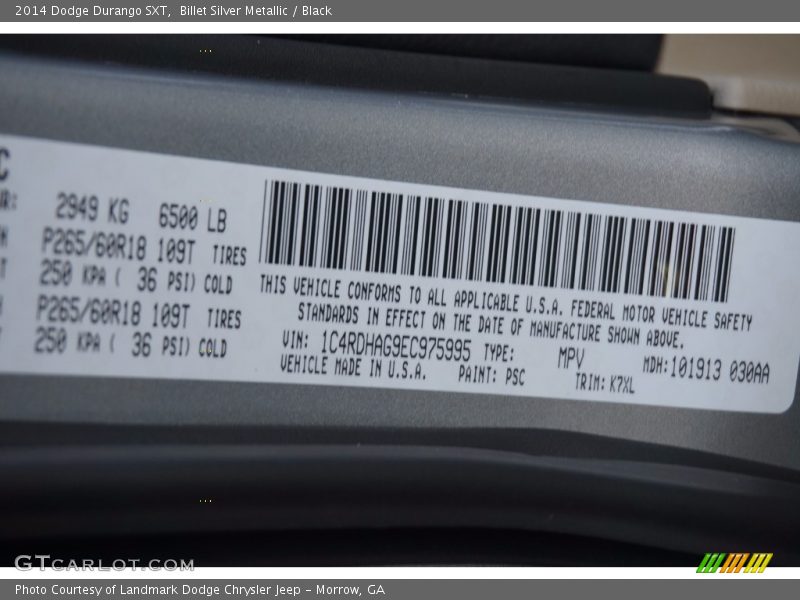 2014 Dodge Durango SXT,  Billet Silver Metallic / Black
2949 KG  6500 LB
P265/60R18 109T  TIRES
250 KPA ( 36 PSI) COLD
P265/60R18 109T  TIRES
250 KPA ( 36 PSI) COLD
THIS VEHICLE CONFORMS TO ALL APPLICABLE U.S.A. FEDERAL MOTOR VEHICLE SAFETY
STANDARDS IN EFFECT ON THE DATE OF MANUFACTURE SHOWN ABOVE.
VIN: 1C4RDHAG9EC975995 TYPE: MPV MDH:101913 030AA
VEHICLE MADE IN U.S.A. PAINT: PSC TRIM: K7XL
GTCARLOT.COM
Photo Courtesy of Landmark Dodge Chrysler Jeep – Morrow, GA